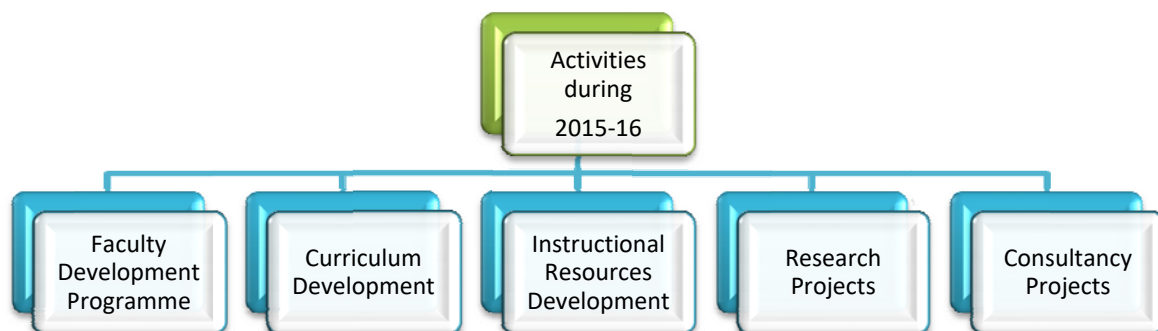 Activities
during
2015-16
Faculty
Development
Programme
Curriculum
Development
Instructional
Resources
Development
Research
Projects
Consultancy
Projects